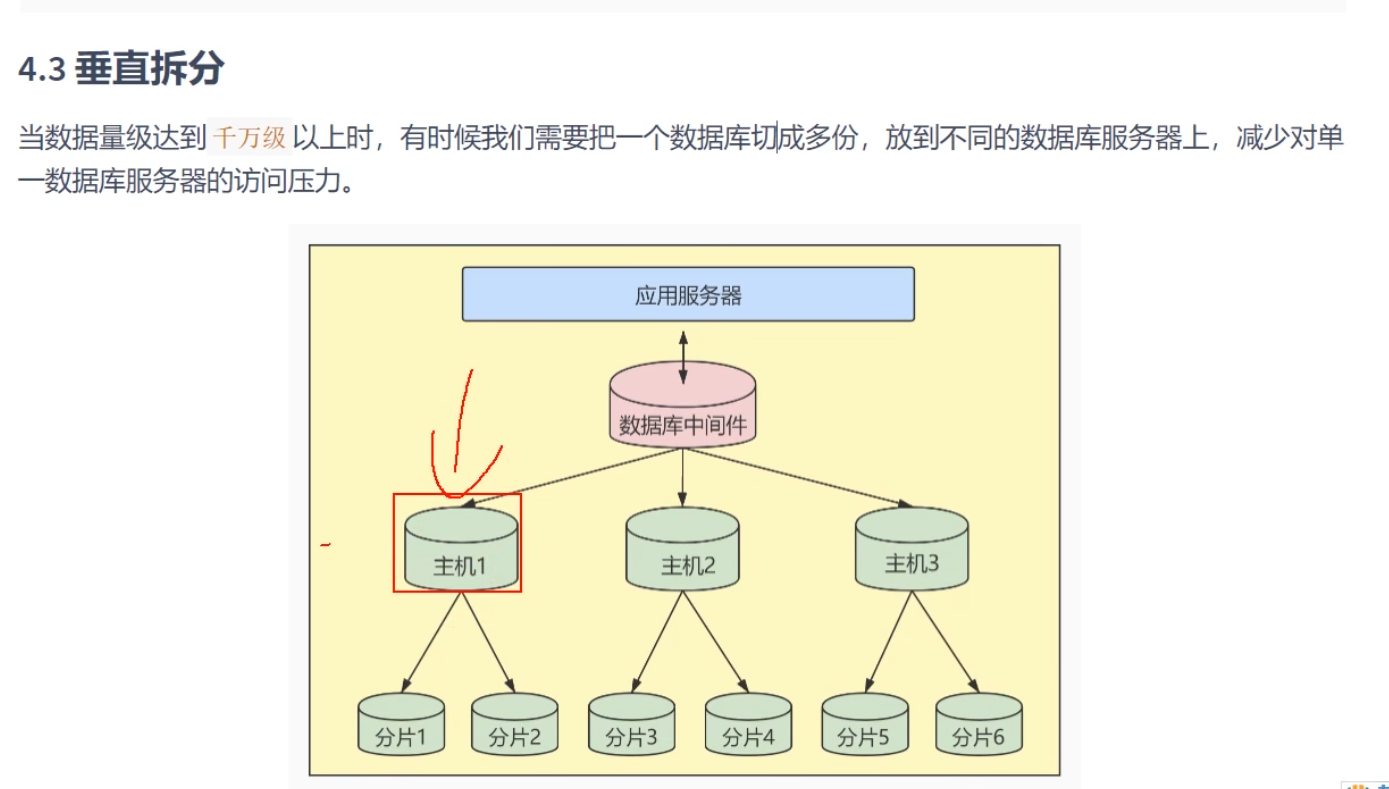 4.3 垂直拆分
当数据量级达到 千万级 以上时，有时候我们需要把一个数据库切成多份，放到不同的数据库服务器上，减少对单
一数据库服务器的访问压力。
应用服务器
数据库中间件
主机1 主机2 主机3
分片1 分片2 分片3 分片4 分片5 分片6